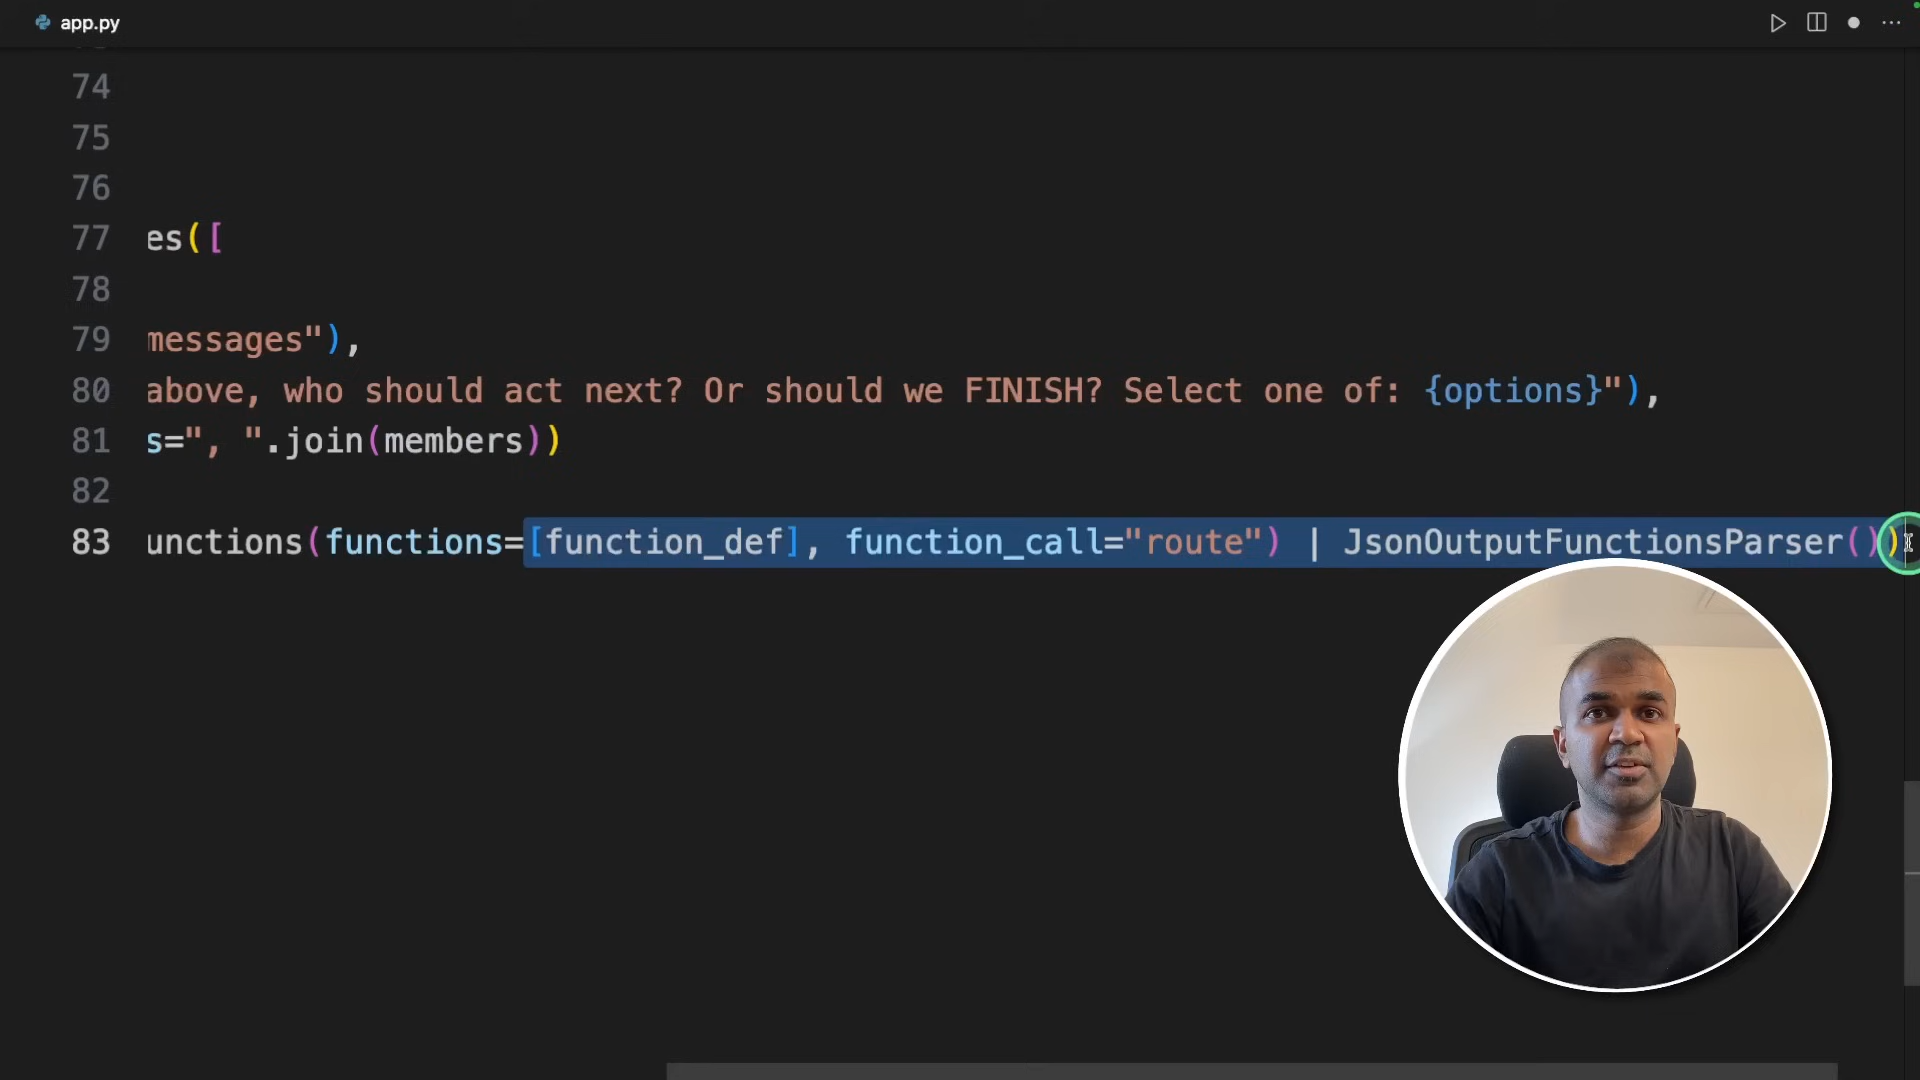 app.py
74
75
76
77 es([
78
79 messages"),
80 above, who should act next? Or should we FINISH? Select one of: {options}"),
81 s=", ".join(members))
82
83 unctions(functions=[function_def], function_call="route") | JsonOutputFunctionsParser())